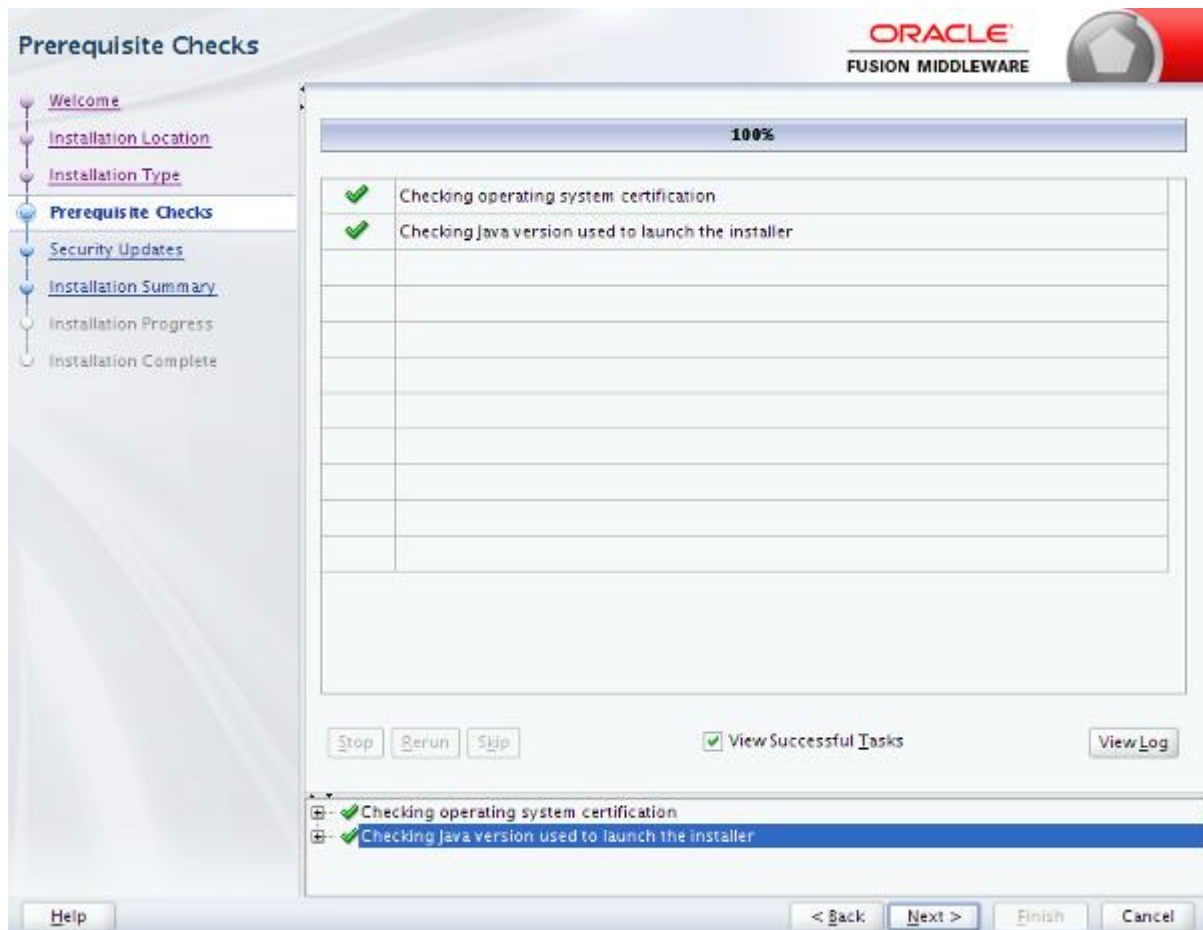 Prerequisite Checks
ORACLE
FUSION MIDDLEWARE
Welcome
Installation Location
Installation Type
Prerequisite Checks
Security Updates
Installation Summary
Installation Progress
Installation Complete
100%
Checking operating system certification
Checking Java version used to launch the installer
Stop
Rerun
Skip
View Successful Tasks
View Log
Checking operating system certification
Checking Java version used to launch the installer
Help
< Back
Next >
Finish
Cancel